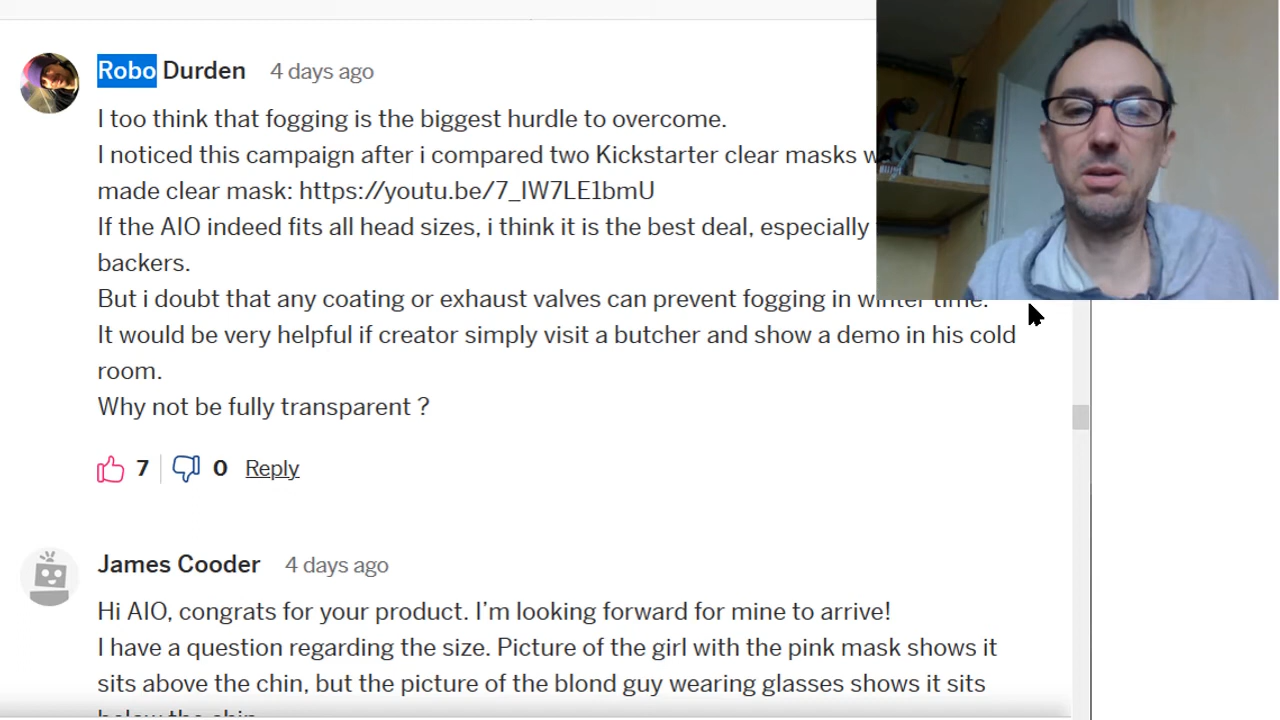 Robo Durden 4 days ago
I too think that fogging is the biggest hurdle to overcome.
I noticed this campaign after i compared two Kickstarter clear masks
made clear mask: https://youtu.be/7_lW7LE1bmU
If the AIO indeed fits all head sizes, i think it is the best deal, especially
backers.
But i doubt that any coating or exhaust valves can prevent fogging in winter time.
It would be very helpful if creator simply visit a butcher and show a demo in his cold
room.
Why not be fully transparent ?
7 0 Reply
James Cooder 4 days ago
Hi AIO, congrats for your product. I'm looking forward for mine to arrive!
I have a question regarding the size. Picture of the girl with the pink mask shows it
sits above the chin, but the picture of the blond guy wearing glasses shows it sits
below the chin